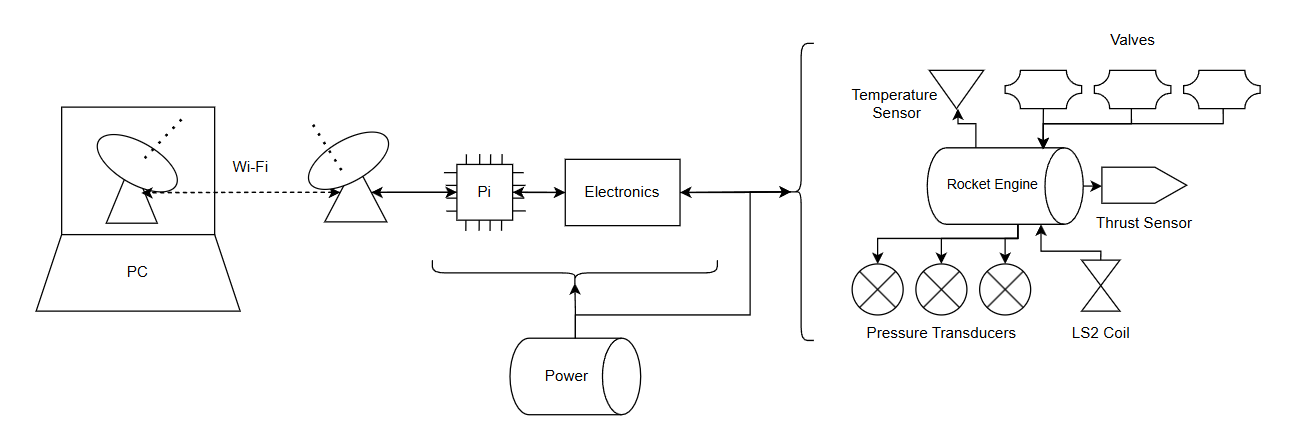 Valves
Temperature
Sensor
Wi-Fi
Pi
Electronics
Rocket Engine
Thrust Sensor
PC
Pressure Transducers
LS2 Coil
Power